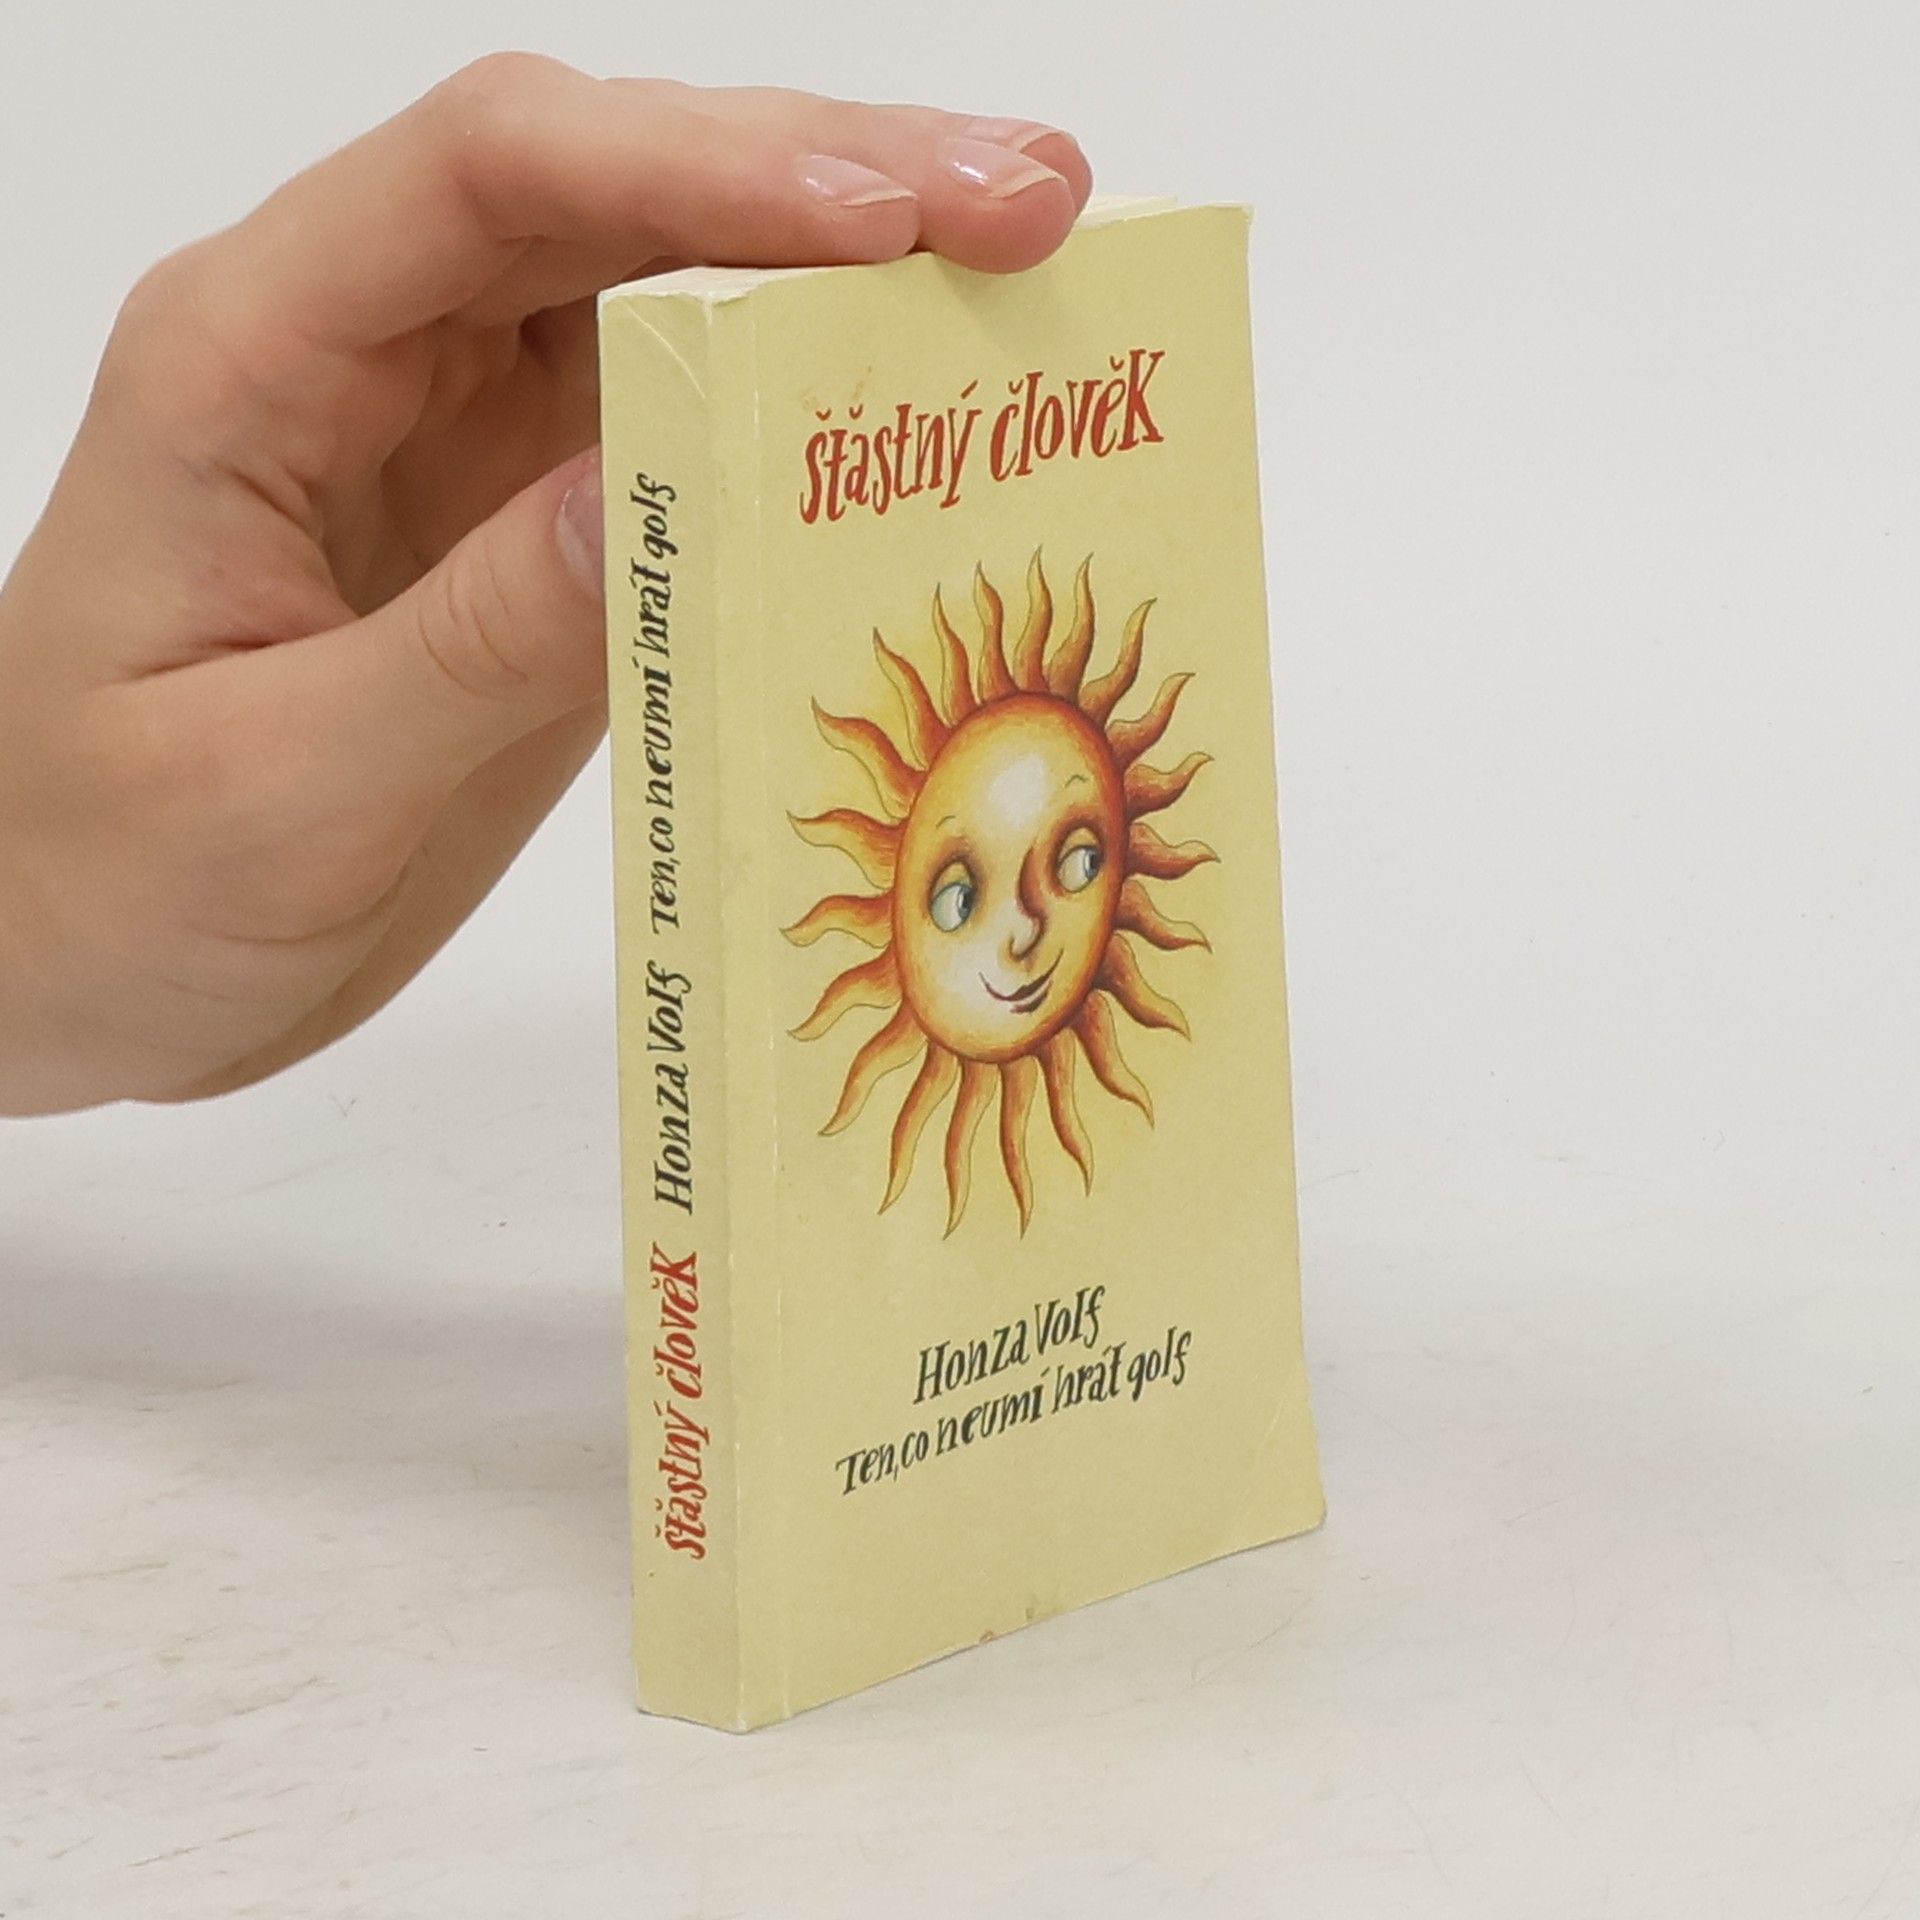 šťastný člověk
Honza Volf
Ten, co neumí hrát golf
šťastný člověk Honza Volf Ten, co neumí hrát golf